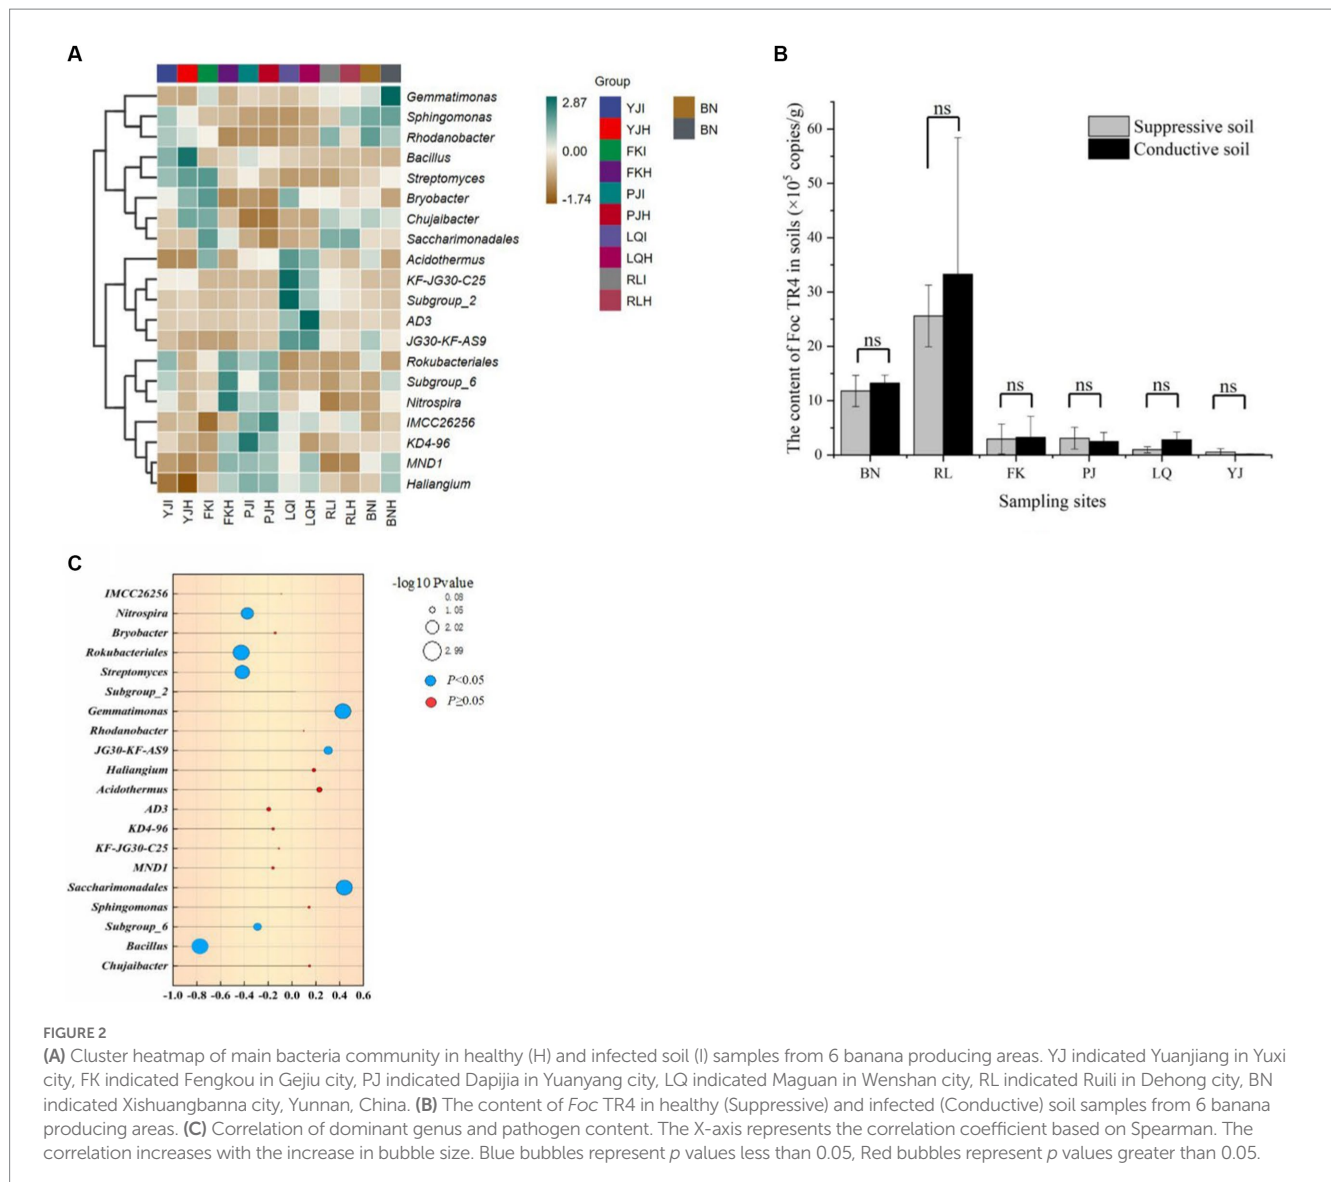 A
Gemmatimonas
Sphingomonas
Rhodanobacter
Bacillus
Streptomyces
Bryobacter
Chujaibacter
Saccharimonadales
Acidothermus
KF-JG30-C25
Subgroup_2
AD3
JG30-KF-AS9
Rokubacteriales
Subgroup_6
Nitrospira
IMCC26256
KD4-96
MND1
Haliangium
YJI YJH FKI FKH PJI PJH LQI LQH RLI RLH BNI BNH
2.87
0.00
-1.74
Group
YJI
YJH
FKI
FKH
PJI
PJH
LQI
LQH
RLI
RLH
BN
BN
B
The content of Foc TR4 in soils (×10⁵ copies/g)
60
50
40
30
20
10
0
ns ns ns ns ns ns
Suppressive soil
Conductive soil
BN RL FK PJ LQ YJ
Sampling sites
C
IMCC26256
Nitrospira
Bryobacter
Rokubacteriales
Streptomyces
Subgroup_2
Gemmatimonas
Rhodanobacter
JG30-KF-AS9
Haliangium
Acidothermus
AD3
KD4-96
KF-JG30-C25
MND1
Saccharimonadales
Sphingomonas
Subgroup_6
Bacillus
Chujaibacter
-1.0 -0.8 -0.6 -0.4 -0.2 0.0 0.2 0.4 0.6
-log10 Pvalue
0.08
1.05
2.02
2.99
P<0.05
P≥0.05
FIGURE 2
(A) Cluster heatmap of main bacteria community in healthy (H) and infected soil (I) samples from 6 banana producing areas. YJ indicated Yuanjiang in Yuxi
city, FK indicated Fengkou in Gejiu city, PJ indicated Dapijia in Yuanyang city, LQ indicated Maguan in Wenshan city, RL indicated Ruili in Dehong city, BN
indicated Xishuangbanna city, Yunnan, China. (B) The content of Foc TR4 in healthy (Suppressive) and infected (Conductive) soil samples from 6 banana
producing areas. (C) Correlation of dominant genus and pathogen content. The X-axis represents the correlation coefficient based on Spearman. The
correlation increases with the increase in bubble size. Blue bubbles represent p values less than 0.05, Red bubbles represent p values greater than 0.05.